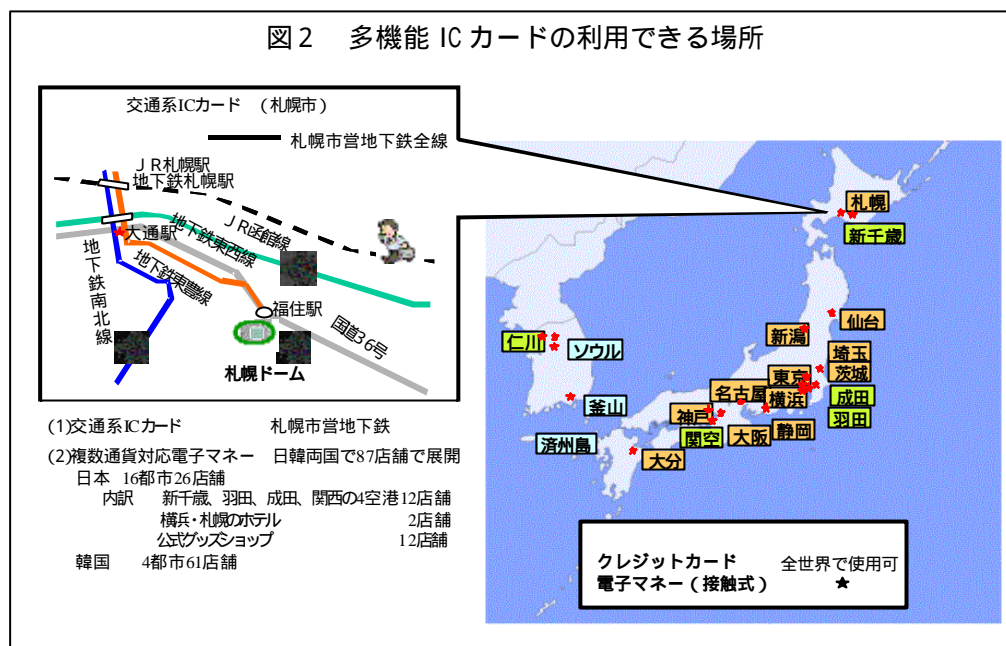 図2 多機能 IC カードの利用できる場所
交通系ICカード (札幌市)
札幌市営地下鉄全線
JR札幌駅
地下鉄札幌駅
JR函館線
大通駅
地下鉄東西線
地下鉄東豊線
地下鉄南北線
福住駅
国道36号
札幌ドーム
(1)交通系ICカード 札幌市営地下鉄
(2)複数通貨対応電子マネー 日韓両国で87店舗で展開
日本 16都市26店舗
内訳 新千歳、羽田、成田、関西の4空港12店舗
横浜・札幌のホテル 2店舗
公式グッズショップ 12店舗
韓国 4都市61店舗
札幌
新千歳
仙台
新潟
埼玉
茨城
東京
成田
横浜
羽田
名古屋
静岡
神戸
大阪
関空
大分
仁川
ソウル
釜山
済州島
クレジットカード 全世界で使用可
電子マネー(接触式) ★